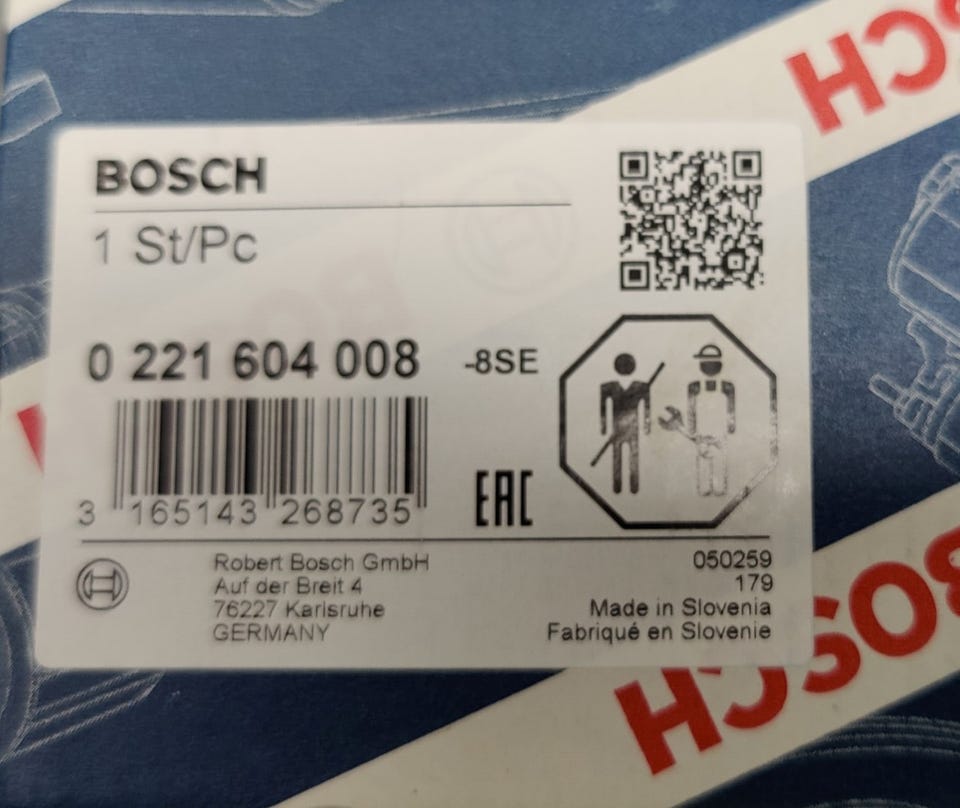 BOSCH
BOSCH
1 St/Pc
0 221 604 008 -8SE
3 165143 268735
EAC
Robert Bosch GmbH
Auf der Breit 4
76227 Karlsruhe
GERMANY
050259
179
Made in Slovenia
Fabriqué en Slovenie
BOSCH